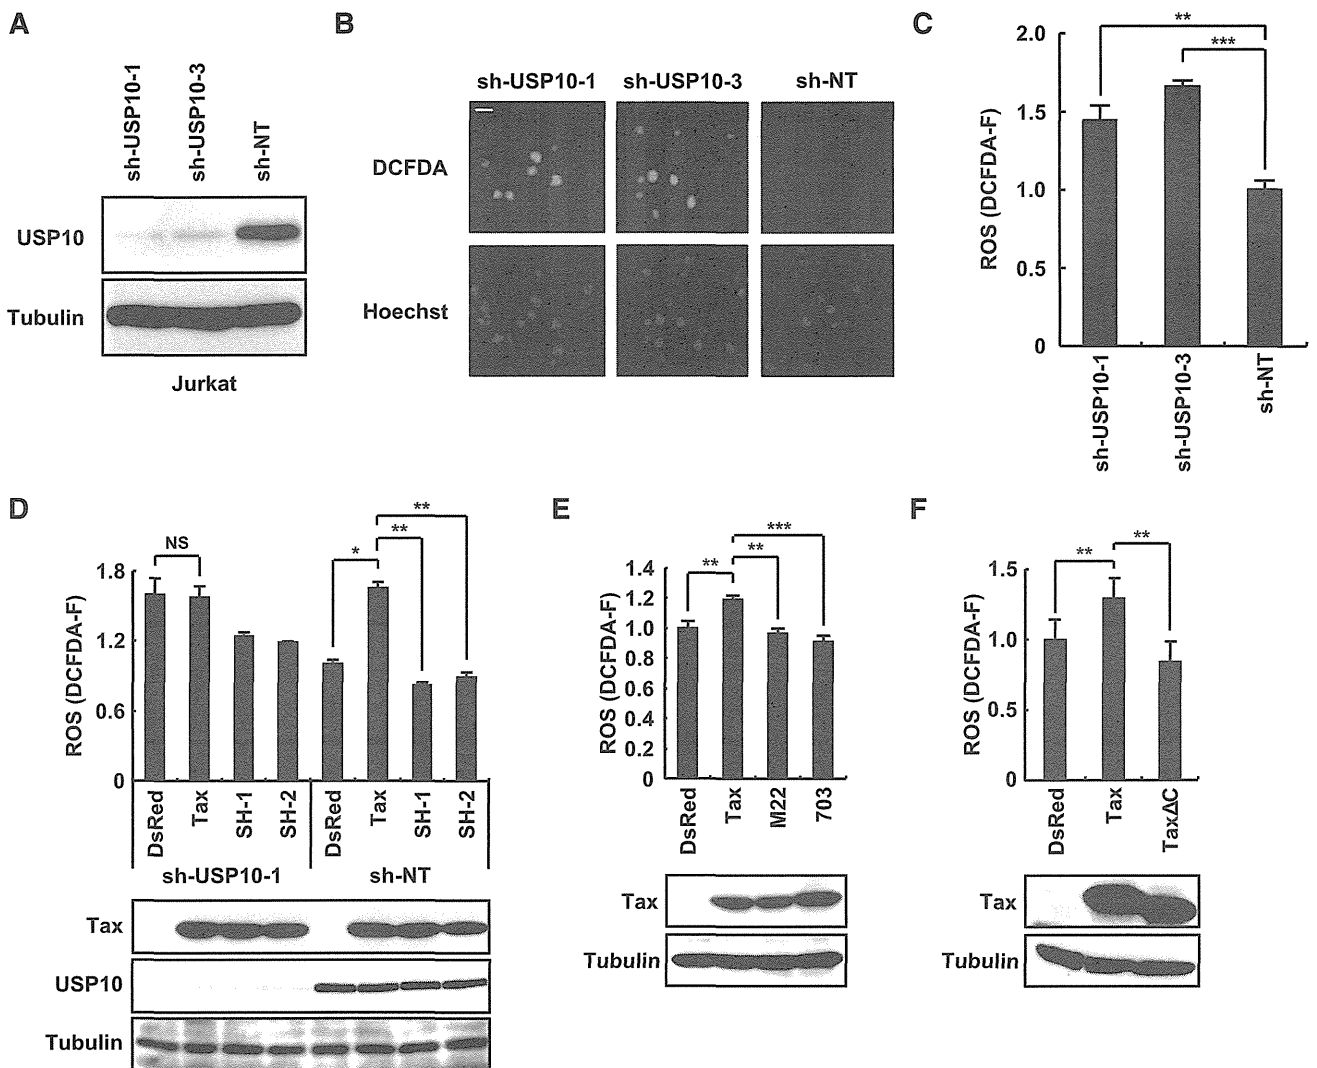 A
sh-USP10-1
sh-USP10-3
sh-NT
USP10
Tubulin
Jurkat
B
sh-USP10-1 sh-USP10-3 sh-NT
DCFDA
Hoechst
C
**
***
ROS (DCFDA-F)
2.0
1.5
1.0
0.5
0
sh-USP10-1
sh-USP10-3
sh-NT
D
NS
*
**
**
ROS (DCFDA-F)
1.8
1.2
0.6
0
DsRed
Tax
SH-1
SH-2
DsRed
Tax
SH-1
SH-2
sh-USP10-1 sh-NT
Tax
USP10
Tubulin
E
**
**
***
ROS (DCFDA-F)
1.4
1.2
1.0
0.8
0.6
0.4
0.2
0
DsRed
Tax
M22
703
Tax
Tubulin
F
**
**
ROS (DCFDA-F)
1.5
1.0
0.5
0
DsRed
Tax
TaxΔC
Tax
Tubulin